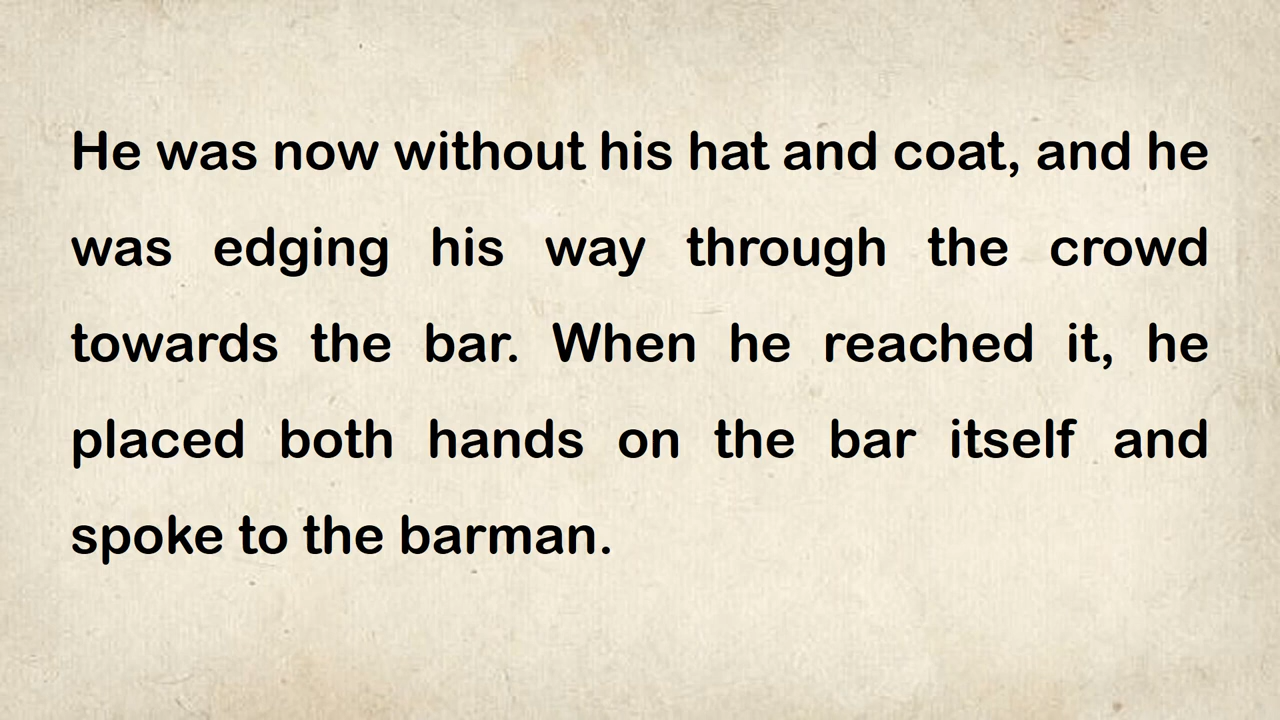 He was now without his hat and coat, and he
was edging his way through the crowd
towards the bar. When he reached it, he
placed both hands on the bar itself and
spoke to the barman.